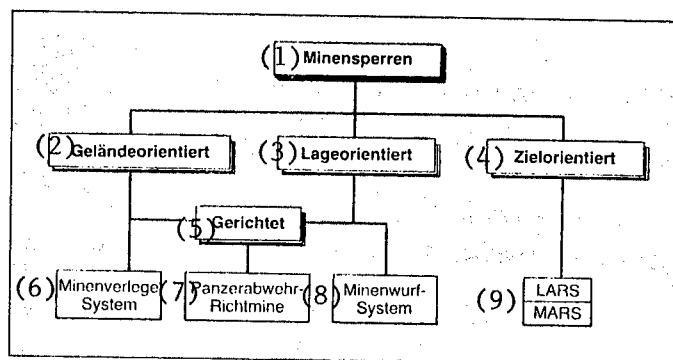 (1) Minensperren
(2) Geländeorientiert
(3) Lageorientiert
(4) Zielorientiert
(5) Gerichtet
(6) Minenverlege-
System
(7) Panzerabwehr-
Richtmine
(8) Minenwurf-
System
(9) LARS
MARS